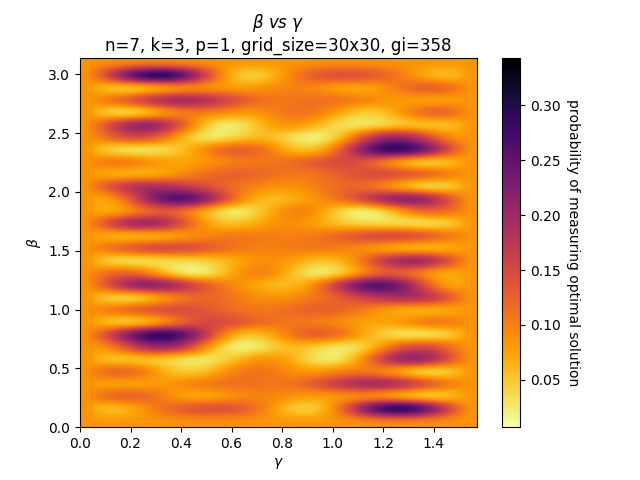 β vs γ
n=7, k=3, p=1, grid_size=30x30, gi=358
3.0
2.5
2.0
1.5
1.0
0.5
0.0
β
0.0 0.2 0.4 0.6 0.8 1.0 1.2 1.4
γ
0.30
0.25
0.20
0.15
0.10
0.05
probability of measuring optimal solution